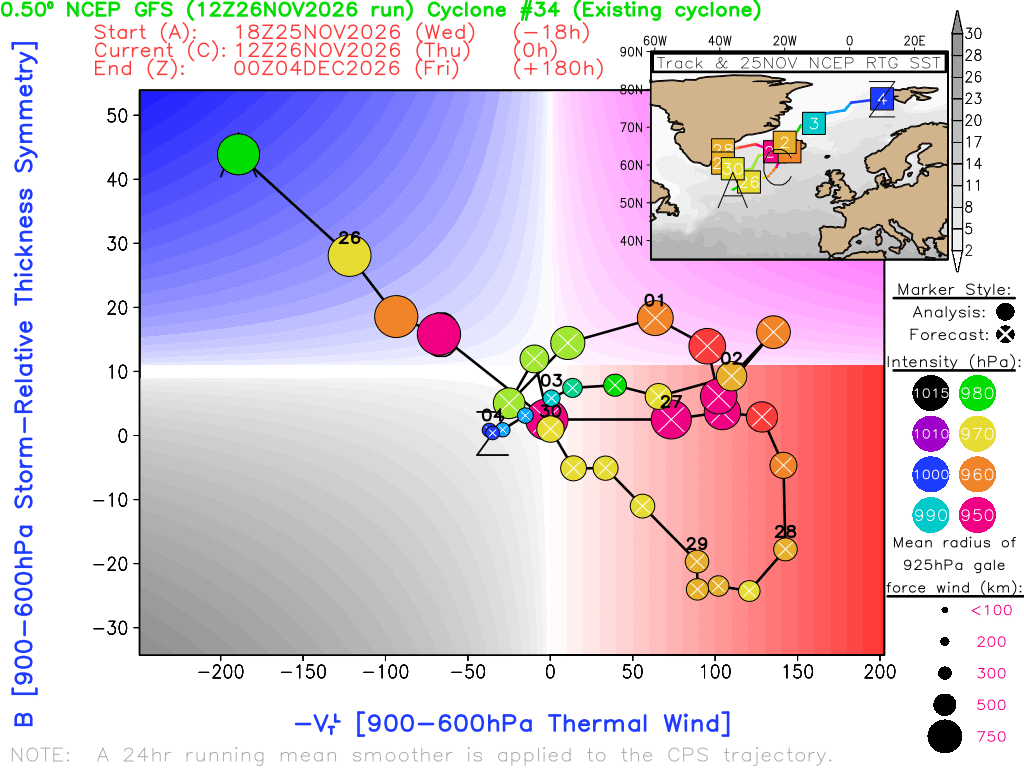 0.50° NCEP GFS (12Z26NOV2026 run) Cyclone #34 (Existing cyclone)
Start (A): 18Z25NOV2026 (Wed) (−18h)
Current (C): 12Z26NOV2026 (Thu) (0h)
End (Z): 00Z04DEC2026 (Fri) (+180h)
60W 40W 20W 0 20E
90N
80N
70N
60N
50N
40N
Track & 25NOV NCEP RTG SST
28
2
30
26
2
2
3
4
A
C
Z
30
28
26
23
20
17
14
11
8
5
2
B [900−600hPa Storm−Relative Thickness Symmetry]
50
40
30
20
10
0
−10
−20
−30
A
26
01
02
03
04
30
27
28
29
Z
−200 −150 −100 −50 0 50 100 150 200
−VTL [900−600hPa Thermal Wind]
Marker Style:
Analysis:
Forecast:
Intensity (hPa):
1015 980
1010 970
1000 960
990 950
Mean radius of
925hPa gale
force wind (km):
<100
200
300
500
750
NOTE: A 24hr running mean smoother is applied to the CPS trajectory.